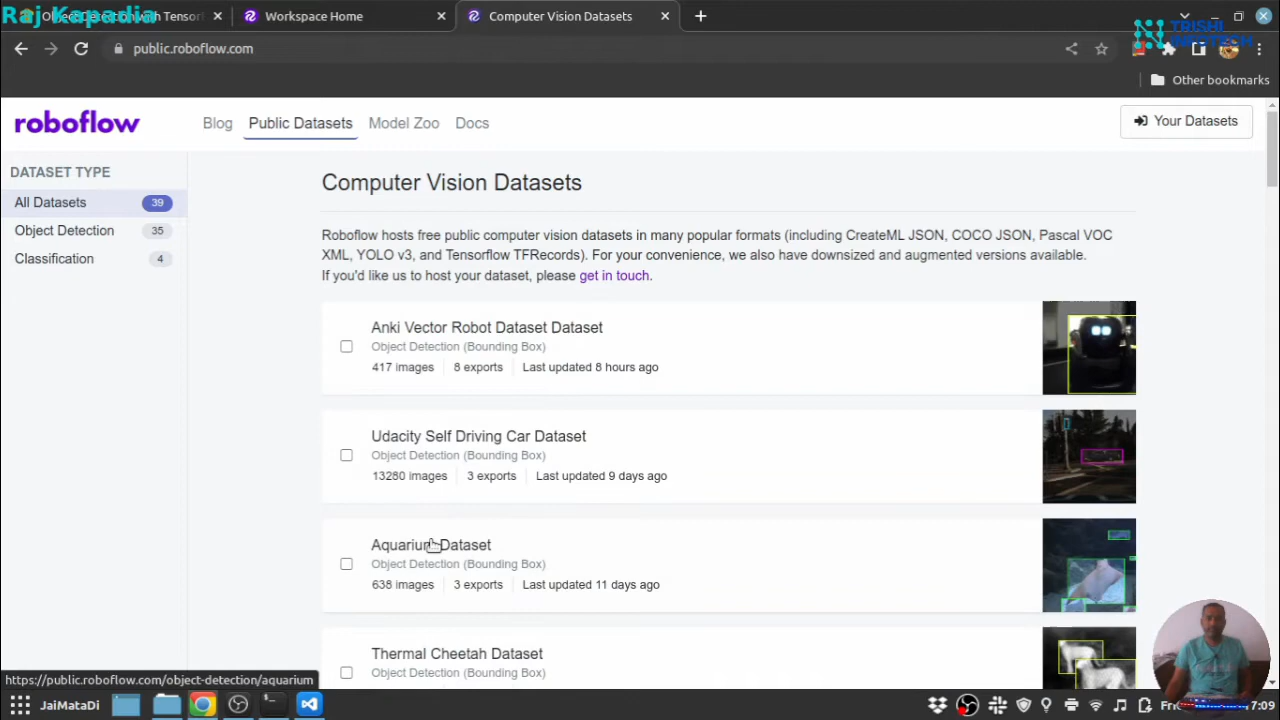 Raj Kapadia
Workspace Home
Computer Vision Datasets
TRISHI
INFOTECH
public.roboflow.com
Other bookmarks
roboflow
Blog
Public Datasets
Model Zoo
Docs
Your Datasets
DATASET TYPE
All Datasets
39
Object Detection
35
Classification
4
Computer Vision Datasets
Roboflow hosts free public computer vision datasets in many popular formats (including CreateML JSON, COCO JSON, Pascal VOC
XML, YOLO v3, and Tensorflow TFRecords). For your convenience, we also have downsized and augmented versions available.
If you'd like us to host your dataset, please get in touch.
Anki Vector Robot Dataset Dataset
Object Detection (Bounding Box)
417 images
8 exports
Last updated 8 hours ago
Udacity Self Driving Car Dataset
Object Detection (Bounding Box)
13280 images
3 exports
Last updated 9 days ago
Aquarium Dataset
Object Detection (Bounding Box)
638 images
3 exports
Last updated 11 days ago
Thermal Cheetah Dataset
Object Detection (Bounding Box)
https://public.roboflow.com/object-detection/aquarium
JaiMataDi